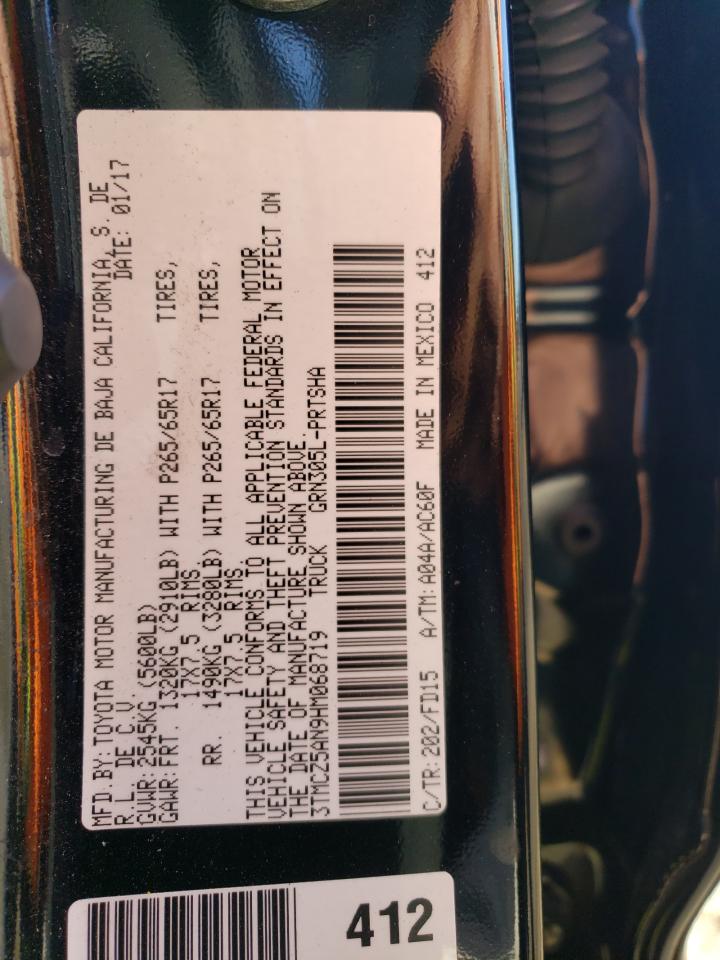 MFD.BY:TOYOTA MOTOR MANUFACTURING DE BAJA CALIFORNIA, S. DE
R L. DE C.V. DATE: 01/17
GVWR:2545KG (5600LB)
GAWR:FRT. 1320KG (2910LB) WITH P265/65R17 TIRES,
17X7.5 RIMS
RR. 1490KG (3280LB) WITH P265/65R17 TIRES,
17X7.5 RIMS.
THIS VEHICLE CONFORMS TO ALL APPLICABLE FEDERAL MOTOR
VEHICLE SAFETY AND THEFT PREVENTION STANDARDS IN EFFECT ON
THE DATE OF MANUFACTURE SHOWN ABOVE.
3TMCZ5AN9HM068719 TRUCK GRN305L-PRTSHA
C/TR:202/FD15 A/TM:A04A/AC60F MADE IN MEXICO 412
412